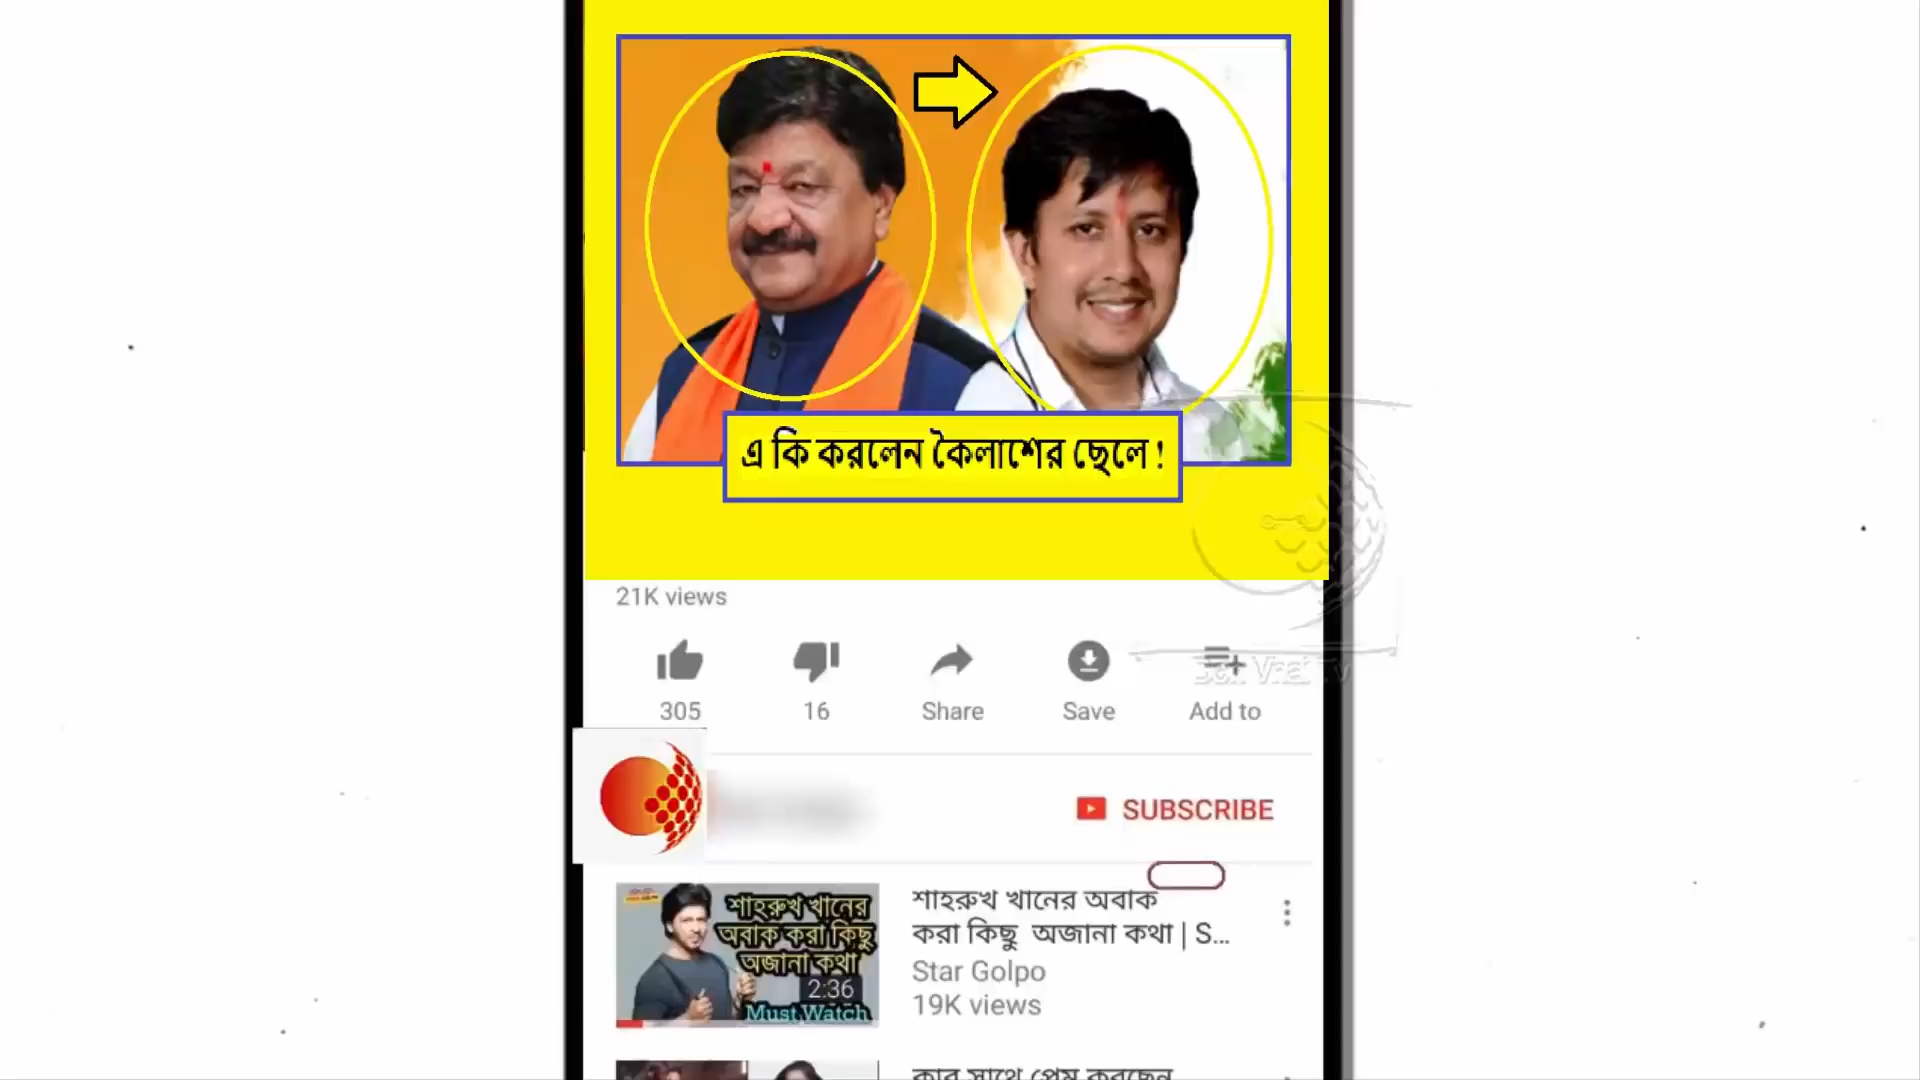 এ কি করলেন কৈলাশের ছেলে !
21K views
305
16
Share
Save
Add to
SUBSCRIBE
শাহরুখ খানের
অবাক করা কিছু
অজানা কথা
2:36
Must Watch
শাহরুখ খানের অবাক
করা কিছু অজানা কথা | S...
Star Golpo
19K views
কার সাথে প্রেম করছেন